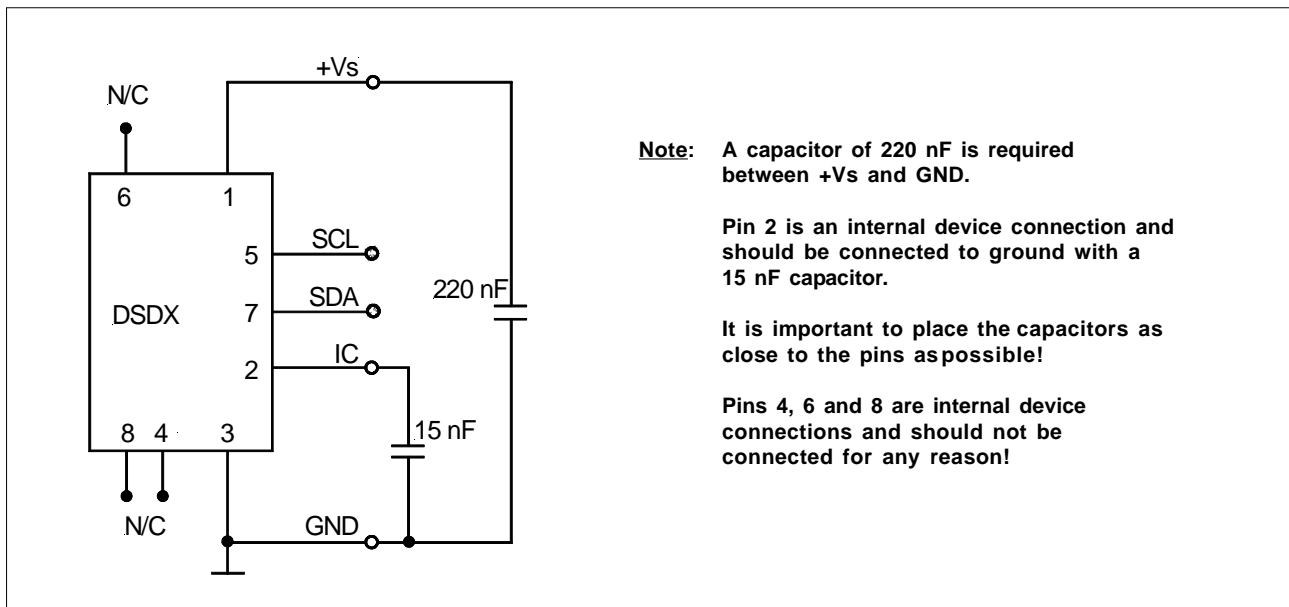 +Vs
N/C
6
1
5
SCL
7
SDA
DSDX
220 nF
2
IC
8 4 3
15 nF
N/C
GND
Note: A capacitor of 220 nF is required
between +Vs and GND.
Pin 2 is an internal device connection and
should be connected to ground with a
15 nF capacitor.
It is important to place the capacitors as
close to the pins aspossible!
Pins 4, 6 and 8 are internal device
connections and should not be
connected for any reason!